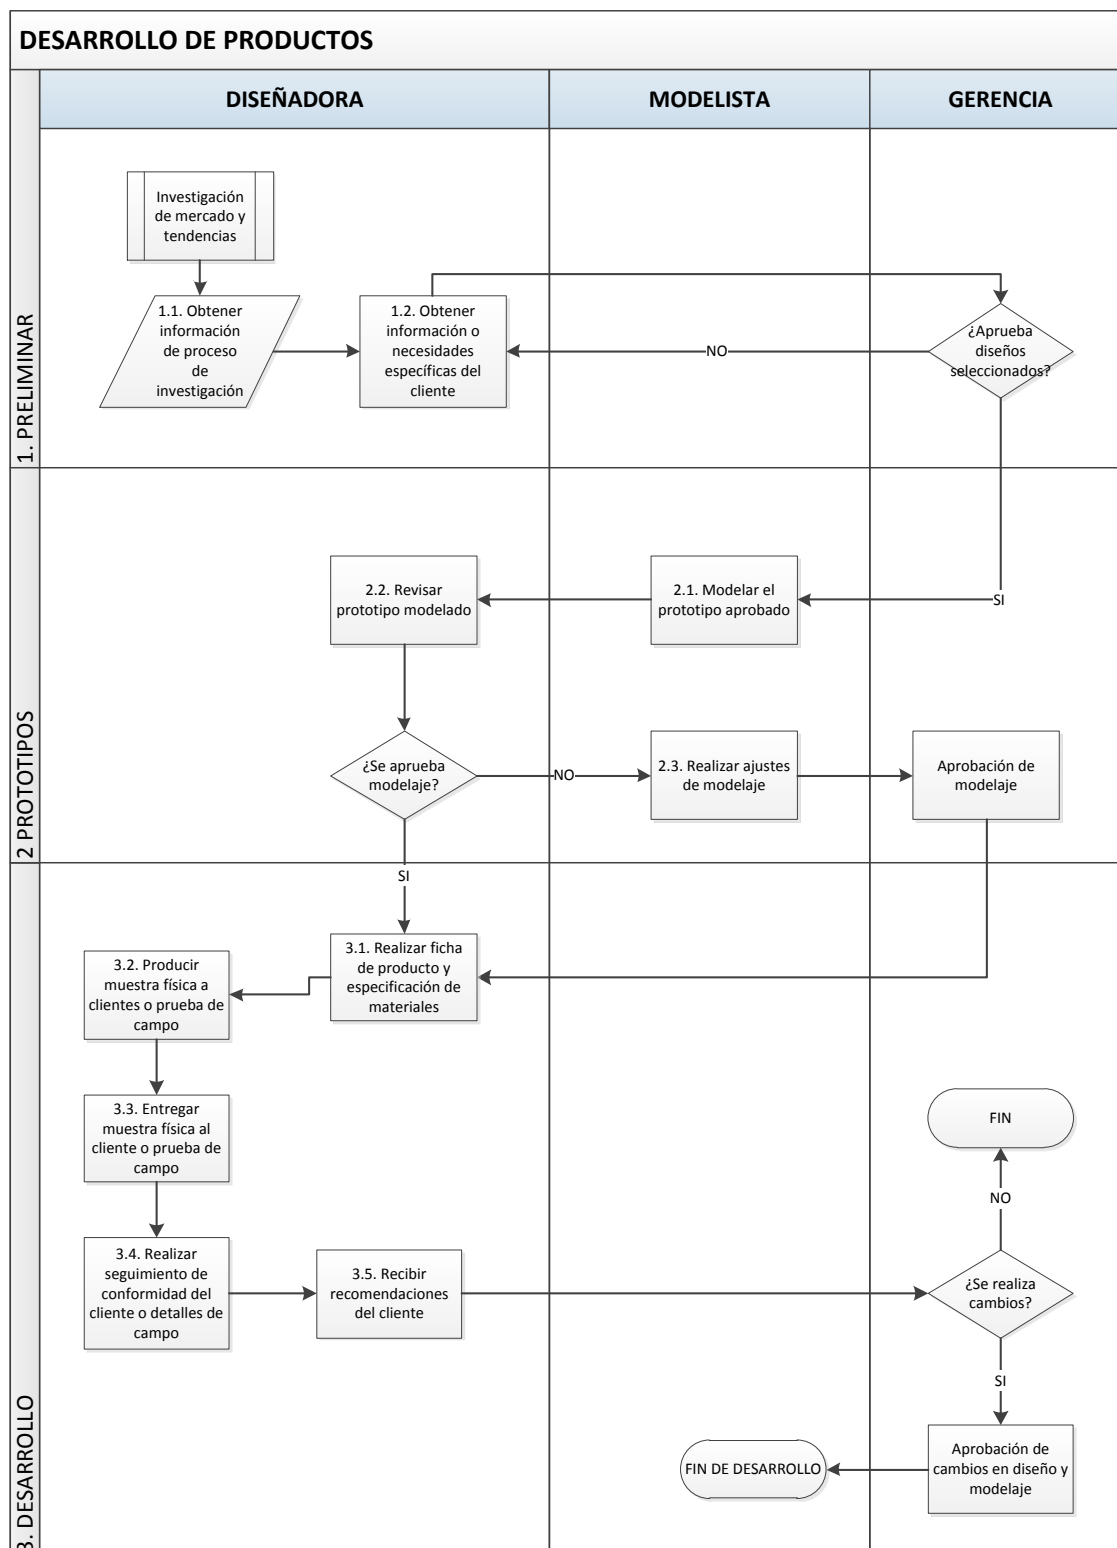 DESARROLLO DE PRODUCTOS
DISEÑADORA
MODELISTA
GERENCIA
1. PRELIMINAR
Investigación
de mercado y
tendencias
1.1. Obtener
información
de proceso
de
investigación
1.2. Obtener
información o
necesidades
específicas del
cliente
NO
¿Aprueba
diseños
seleccionados?
2 PROTOTIPOS
2.2. Revisar
prototipo modelado
2.1. Modelar el
prototipo aprobado
SI
¿Se aprueba
modelaje?
NO
2.3. Realizar ajustes
de modelaje
Aprobación de
modelaje
SI
3. DESARROLLO
3.1. Realizar ficha
de producto y
especificación de
materiales
3.2. Producir
muestra física a
clientes o prueba de
campo
3.3. Entregar
muestra física al
cliente o prueba de
campo
FIN
NO
3.4. Realizar
seguimiento de
conformidad del
cliente o detalles de
campo
3.5. Recibir
recomendaciones
del cliente
¿Se realiza
cambios?
SI
FIN DE DESARROLLO
Aprobación de
cambios en diseño y
modelaje